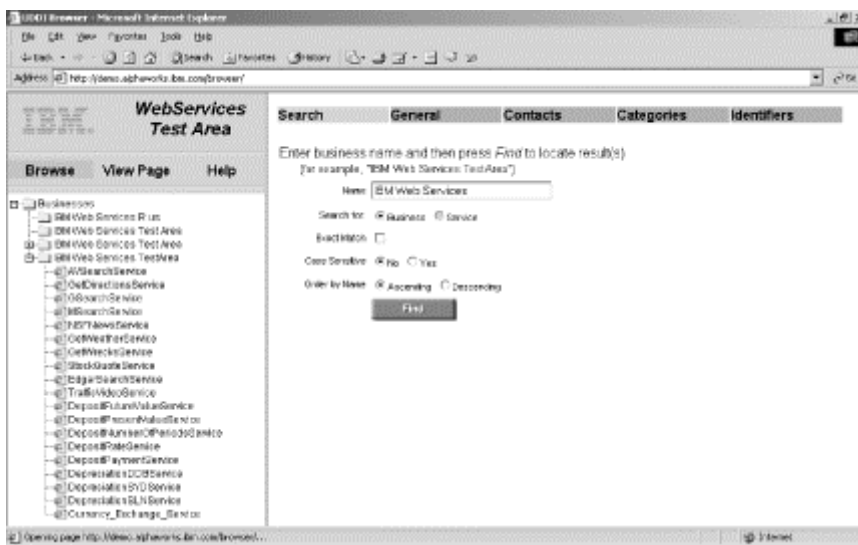 UDDI Browser - Microsoft Internet Explorer
File Edit View Favorites Tools Help
Back Search Favorites History
Address http://demo.alphaworks.ibm.com/browser/
IBM
WebServices
Test Area
Browse View Page Help
Businesses
IBM Web Services R us
IBM Web Services Test Area
IBM Web Services Test Area
IBM Web Services TestArea
AVSearchService
GetDirectionsService
GSearchService
MSearchService
NSFNewsService
GetWeatherService
GetWrecksService
StockQuoteService
EdgarSearchService
TrafficVideoService
DepositFutureValueService
DepositPresentValueService
DepositNumberOfPeriodsService
DepositRateService
DepositPaymentService
DepreciationDDBService
DepreciationSYDService
DepreciationSLNService
Currency_Exchange_Service
Search General Contacts Categories Identifiers
Enter business name and then press Find to locate result(s)
(for example, "IBM Web Services TestArea")
Name IBM Web Services
Search for Business Service
Exact Match
Case Sensitive No Yes
Order by Name Ascending Descending
Find
Opening page http://demo.alphaworks.ibm.com/browser/...
Internet